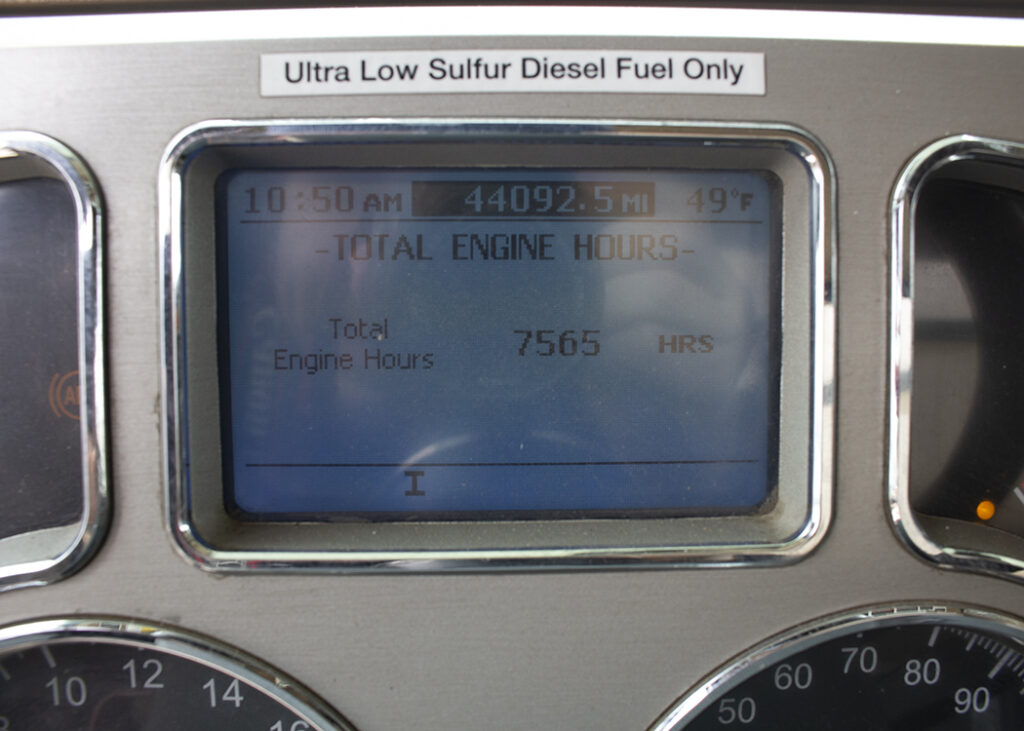 Ultra Low Sulfur Diesel Fuel Only
10:50 AM 44092.5 MI 49°F
-TOTAL ENGINE HOURS-
Total
Engine Hours 7565 HRS
I
10 12 14 16
50 60 70 80 90